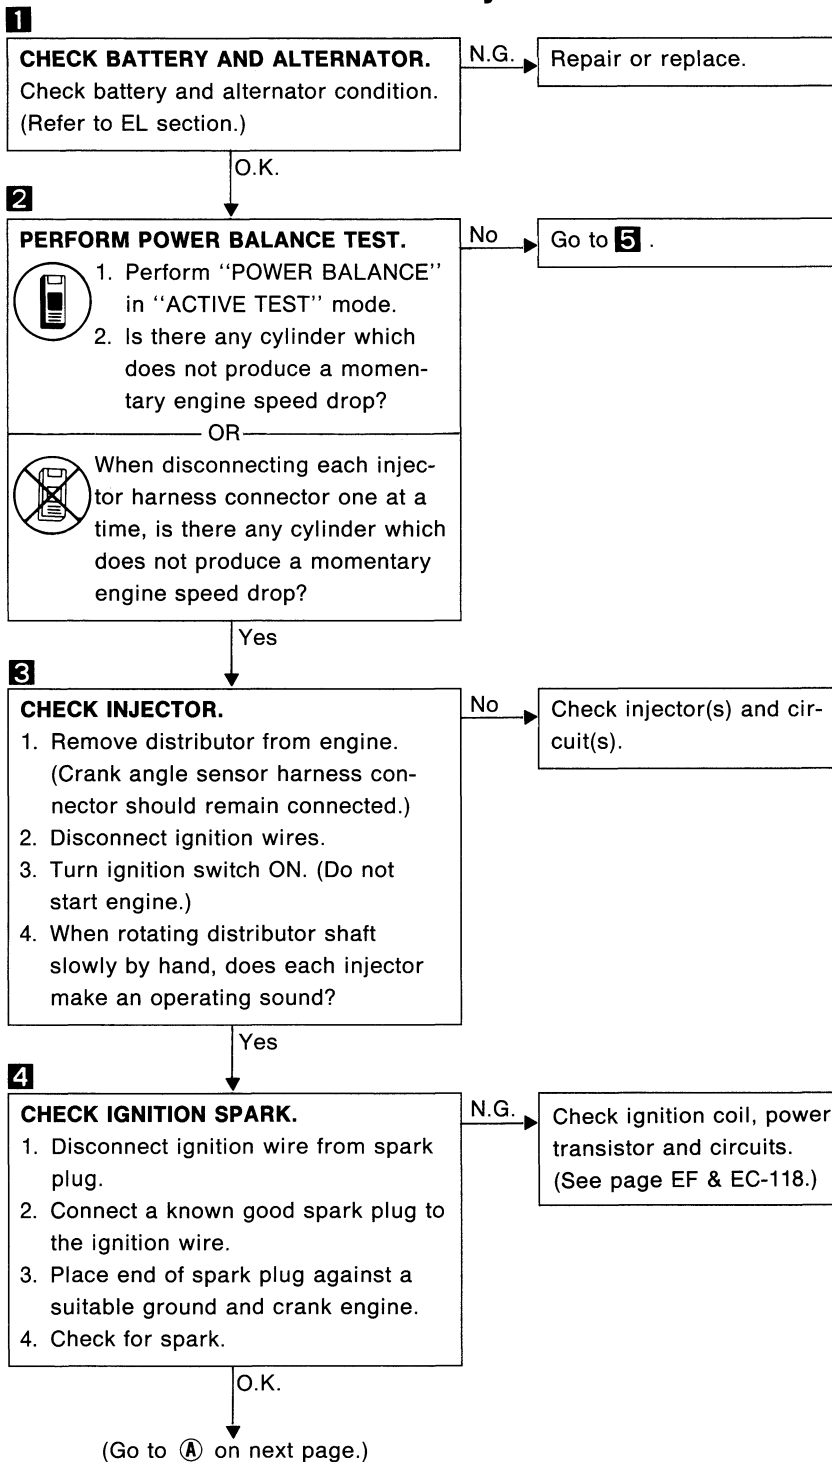 1
CHECK BATTERY AND ALTERNATOR.
Check battery and alternator condition.
(Refer to EL section.)
N.G.
Repair or replace.
O.K.
2
PERFORM POWER BALANCE TEST.
1. Perform "POWER BALANCE"
in "ACTIVE TEST" mode.
2. Is there any cylinder which
does not produce a momen-
tary engine speed drop?
OR
When disconnecting each injec-
tor harness connector one at a
time, is there any cylinder which
does not produce a momentary
engine speed drop?
No
Go to 5 .
Yes
3
CHECK INJECTOR.
1. Remove distributor from engine.
(Crank angle sensor harness con-
nector should remain connected.)
2. Disconnect ignition wires.
3. Turn ignition switch ON. (Do not
start engine.)
4. When rotating distributor shaft
slowly by hand, does each injector
make an operating sound?
No
Check injector(s) and cir-
cuit(s).
Yes
4
CHECK IGNITION SPARK.
1. Disconnect ignition wire from spark
plug.
2. Connect a known good spark plug to
the ignition wire.
3. Place end of spark plug against a
suitable ground and crank engine.
4. Check for spark.
N.G.
Check ignition coil, power
transistor and circuits.
(See page EF & EC-118.)
O.K.
(Go to Ⓐ on next page.)